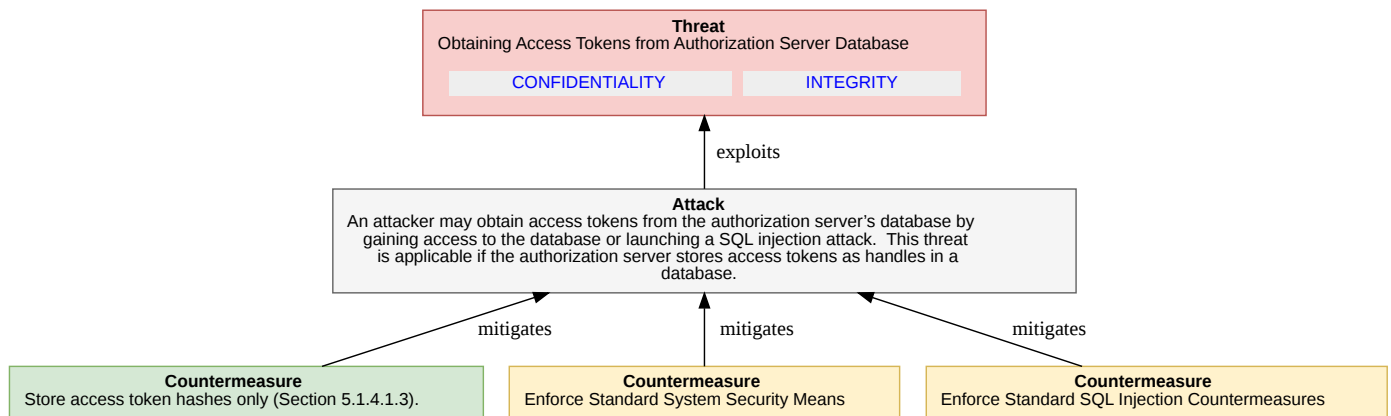 Threat
Obtaining Access Tokens from Authorization Server Database
CONFIDENTIALITY
INTEGRITY
exploits
Attack
An attacker may obtain access tokens from the authorization server’s database by
gaining access to the database or launching a SQL injection attack.  This threat
is applicable if the authorization server stores access tokens as handles in a
database.
mitigates
mitigates
mitigates
Countermeasure
Store access token hashes only (Section 5.1.4.1.3).
Countermeasure
Enforce Standard System Security Means
Countermeasure
Enforce Standard SQL Injection Countermeasures